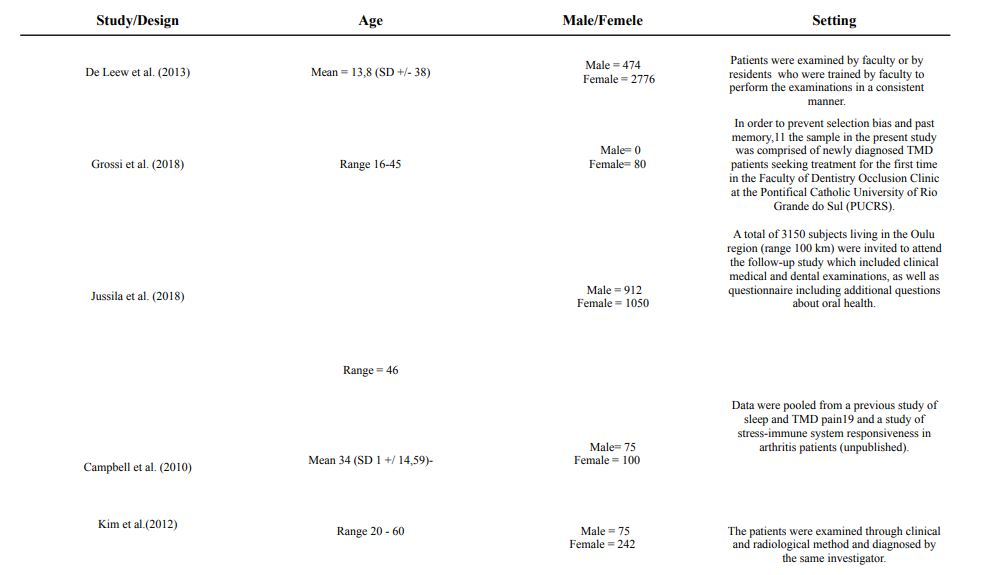 Study/Design Age Male/Femele Setting
De Leew et al. (2013) Mean = 13,8 (SD +/- 38)
Male = 474
Female = 2776
Patients were examined by faculty or by
residents who were trained by faculty to
perform the examinations in a consistent
manner.
Grossi et al. (2018) Range 16-45
Male= 0
Female= 80
In order to prevent selection bias and past
memory,11 the sample in the present study
was comprised of newly diagnosed TMD
patients seeking treatment for the first time
in the Faculty of Dentistry Occlusion Clinic
at the Pontifical Catholic University of Rio
Grande do Sul (PUCRS).
Jussila et al. (2018)
Range = 46
Male = 912
Female = 1050
A total of 3150 subjects living in the Oulu
region (range 100 km) were invited to attend
the follow-up study which included clinical
medical and dental examinations, as well as
questionnaire including additional questions
about oral health.
Campbell et al. (2010) Mean 34 (SD 1 +/ 14,59)-
Male= 75
Female = 100
Data were pooled from a previous study of
sleep and TMD pain19 and a study of
stress-immune system responsiveness in
arthritis patients (unpublished).
Kim et al.(2012) Range 20 - 60
Male = 75
Female = 242
The patients were examined through clinical
and radiological method and diagnosed by
the same investigator.